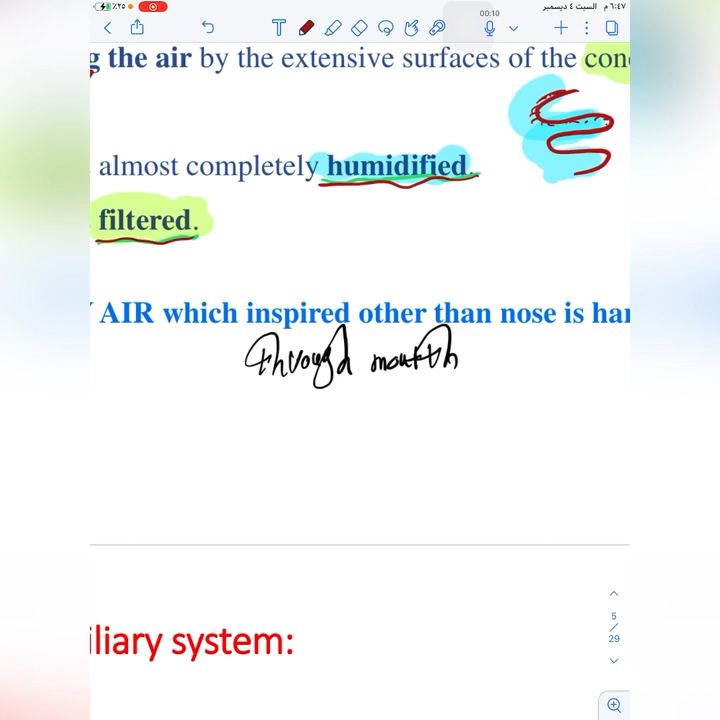 ٪٢٥
٦:٤٧ م السبت ٤ ديسمبر
00:10
g the air by the extensive surfaces of the con
almost completely humidified.
filtered.
AIR which inspired other than nose is har
through mouth
5
/
29
iliary system: